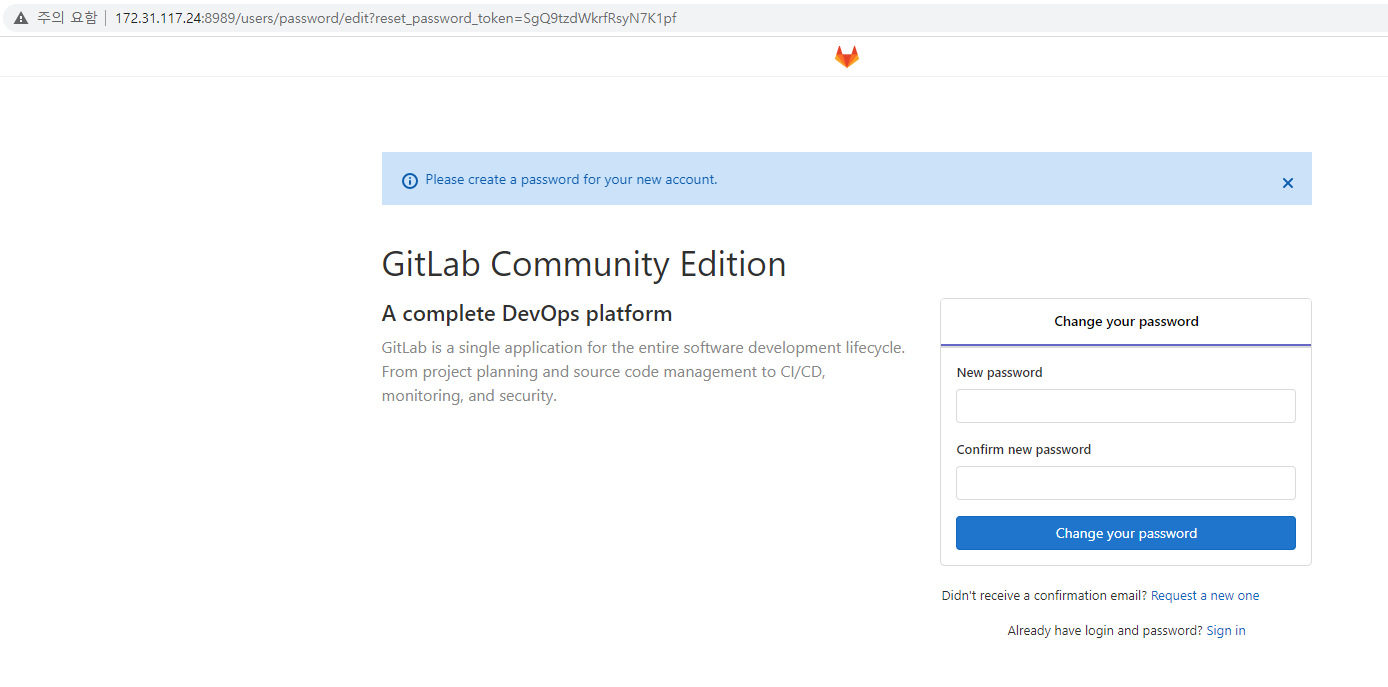 주의 요함 172.31.117.24:8989/users/password/edit?reset_password_token=SgQ9tzdWkrfRsyN7K1pf
Please create a password for your new account.
GitLab Community Edition
A complete DevOps platform
GitLab is a single application for the entire software development lifecycle.
From project planning and source code management to CI/CD,
monitoring, and security.
Change your password
New password
Confirm new password
Change your password
Didn't receive a confirmation email? Request a new one
Already have login and password? Sign in